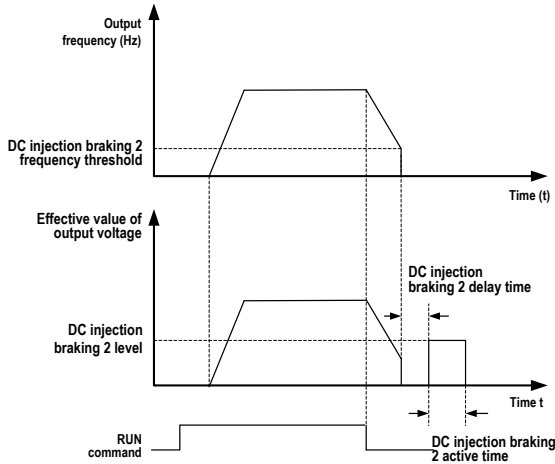 Output
frequency (Hz)
DC injection braking 2
frequency threshold
Time (t)
Effective value of
output voltage
DC injection
braking 2 delay time
DC injection
braking 2 level
Time t
RUN
command
DC injection braking
2 active time